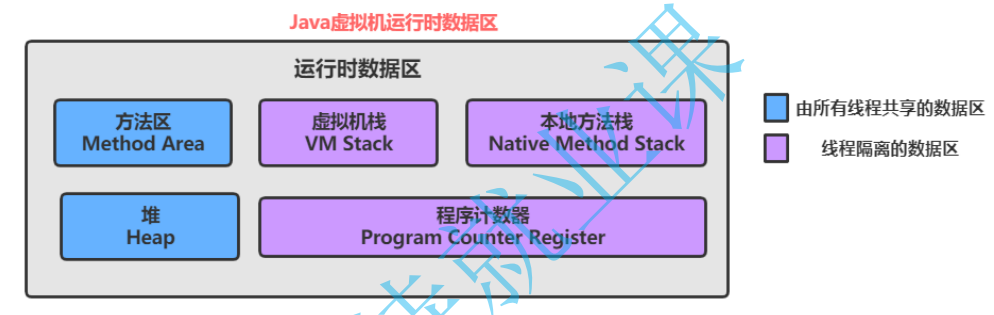 Java虚拟机运行时数据区
运行时数据区
方法区
Method Area
虚拟机栈
VM Stack
本地方法栈
Native Method Stack
堆
Heap
程序计数器
Program Counter Register
由所有线程共享的数据区
线程隔离的数据区
就业课